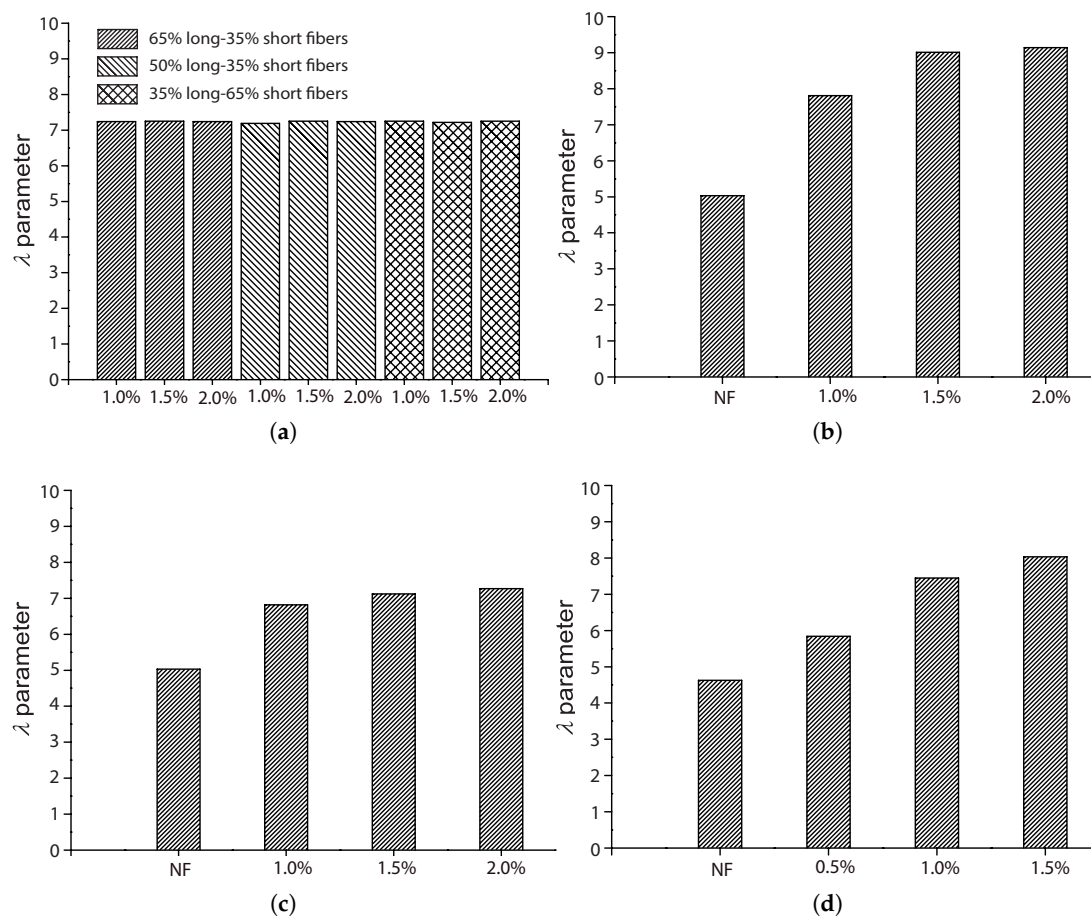 10
9
8
7
6
5
4
3
2
1
0
λ parameter
65% long-35% short fibers
50% long-35% short fibers
35% long-65% short fibers
1.0% 1.5% 2.0% 1.0% 1.5% 2.0% 1.0% 1.5% 2.0%
(a)
10
9
8
7
6
5
4
3
2
1
0
λ parameter
NF 1.0% 1.5% 2.0%
(b)
10
9
8
7
6
5
4
3
2
1
0
λ parameter
NF 1.0% 1.5% 2.0%
(c)
10
9
8
7
6
5
4
3
2
1
0
λ parameter
NF 0.5% 1.0% 1.5%
(d)